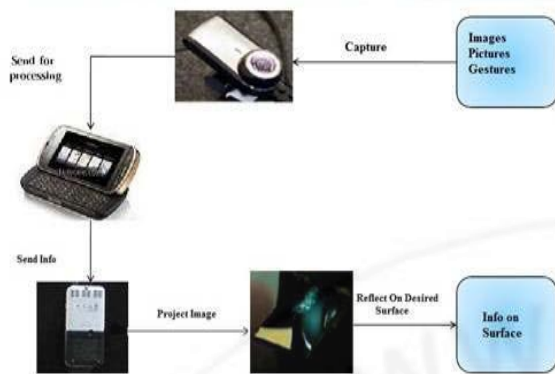 Send for
processing
Capture
Images
Pictures
Gestures
Send Info
Project Image
Reflect On Desired
Surface
Info on
Surface